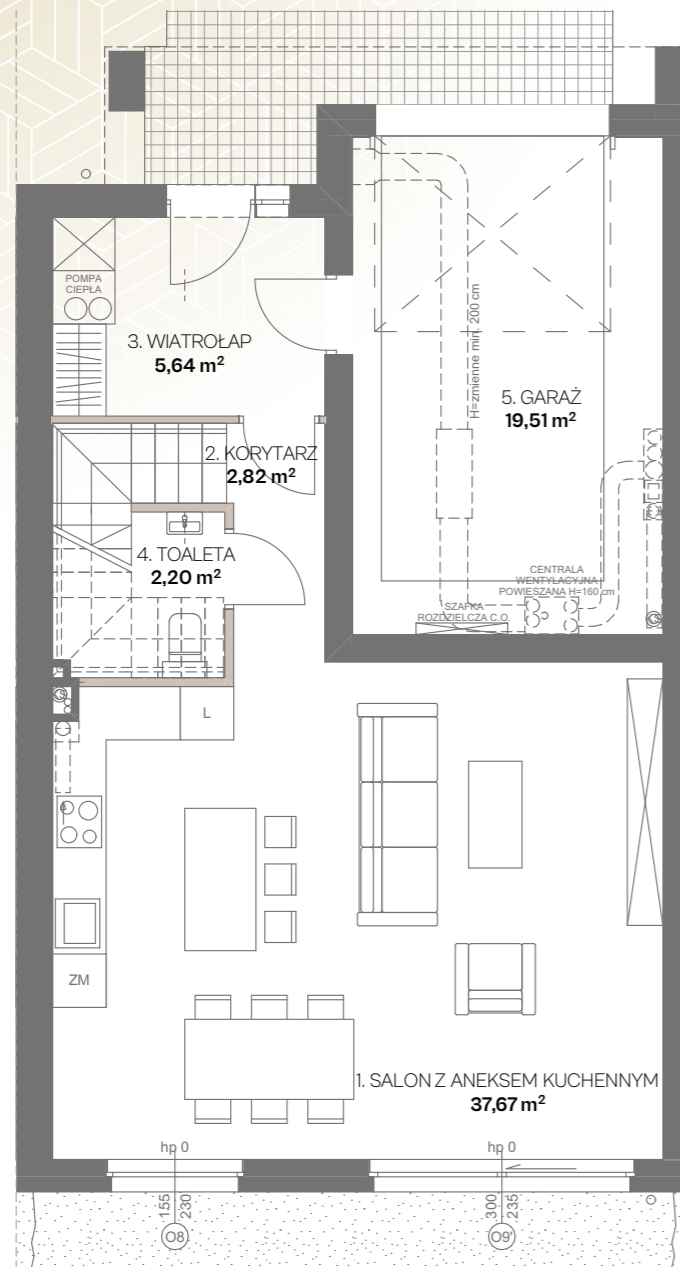 POMPA
CIEPŁA
3. WIATROŁAP
5,64 m²
H=zmienne min. 200 cm
5. GARAŻ
19,51 m²
2. KORYTARZ
2,82 m²
4. TOALETA
2,20 m²
CENTRALA
WENTYLACYJNA
POWIESZANA H=160 cm
SZAFKA
ROZDZIELCZA C.O.
L
ZM
1. SALON Z ANEKSEM KUCHENNYM
37,67 m²
hp 0
hp 0
155
230
300
235
O8
O9'